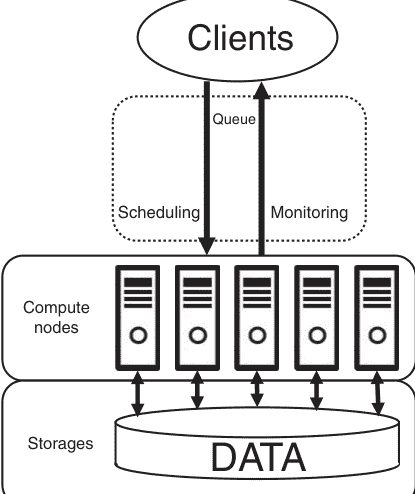 Clients
Queue
Scheduling
Monitoring
Compute
nodes
Storages
DATA